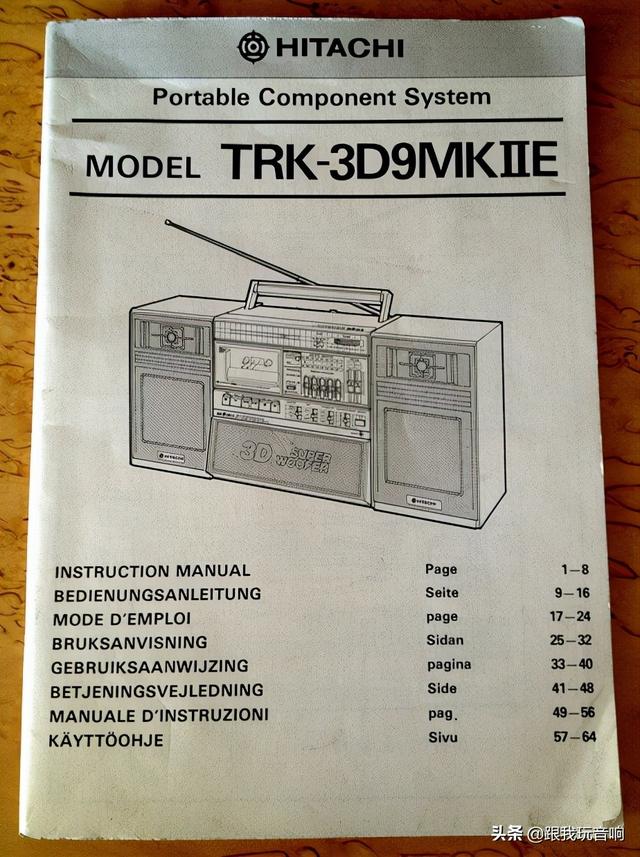 HITACHI
Portable Component System
MODEL TRK-3D9MKⅡE
3D SUPER
WOOFER
HITACHI
HITACHI
INSTRUCTION MANUAL Page 1–8
BEDIENUNGSANLEITUNG Seite 9–16
MODE D'EMPLOI page 17–24
BRUKSANVISNING Sidan 25–32
GEBRUIKSAANWIJZING pagina 33–40
BETJENINGSVEJLEDNING Side 41–48
MANUALE D'INSTRUZIONI pag. 49–56
KÄYTTÖOHJE Sivu 57–64
头条 @跟我玩音响